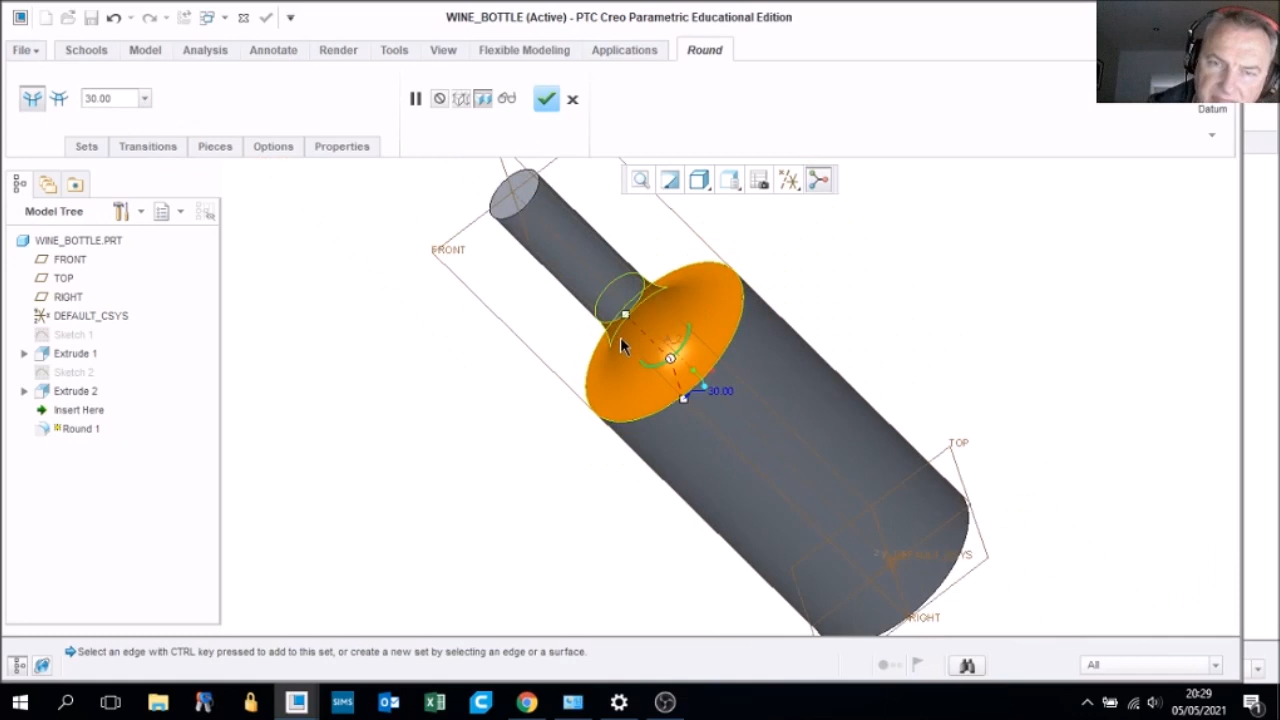 WINE_BOTTLE (Active) - PTC Creo Parametric Educational Edition
File Schools Model Analysis Annotate Render Tools View Flexible Modeling Applications Round
30.00
Datum
Sets Transitions Pieces Options Properties
Model Tree
WINE_BOTTLE.PRT
FRONT
TOP
RIGHT
DEFAULT_CSYS
Sketch 1
Extrude 1
Sketch 2
Extrude 2
Insert Here
Round 1
FRONT
30.00
TOP
DEFAULT_CSYS
RIGHT
Select an edge with CTRL key pressed to add to this set, or create a new set by selecting an edge or a surface.
All
SIMS
20:29
05/05/2021